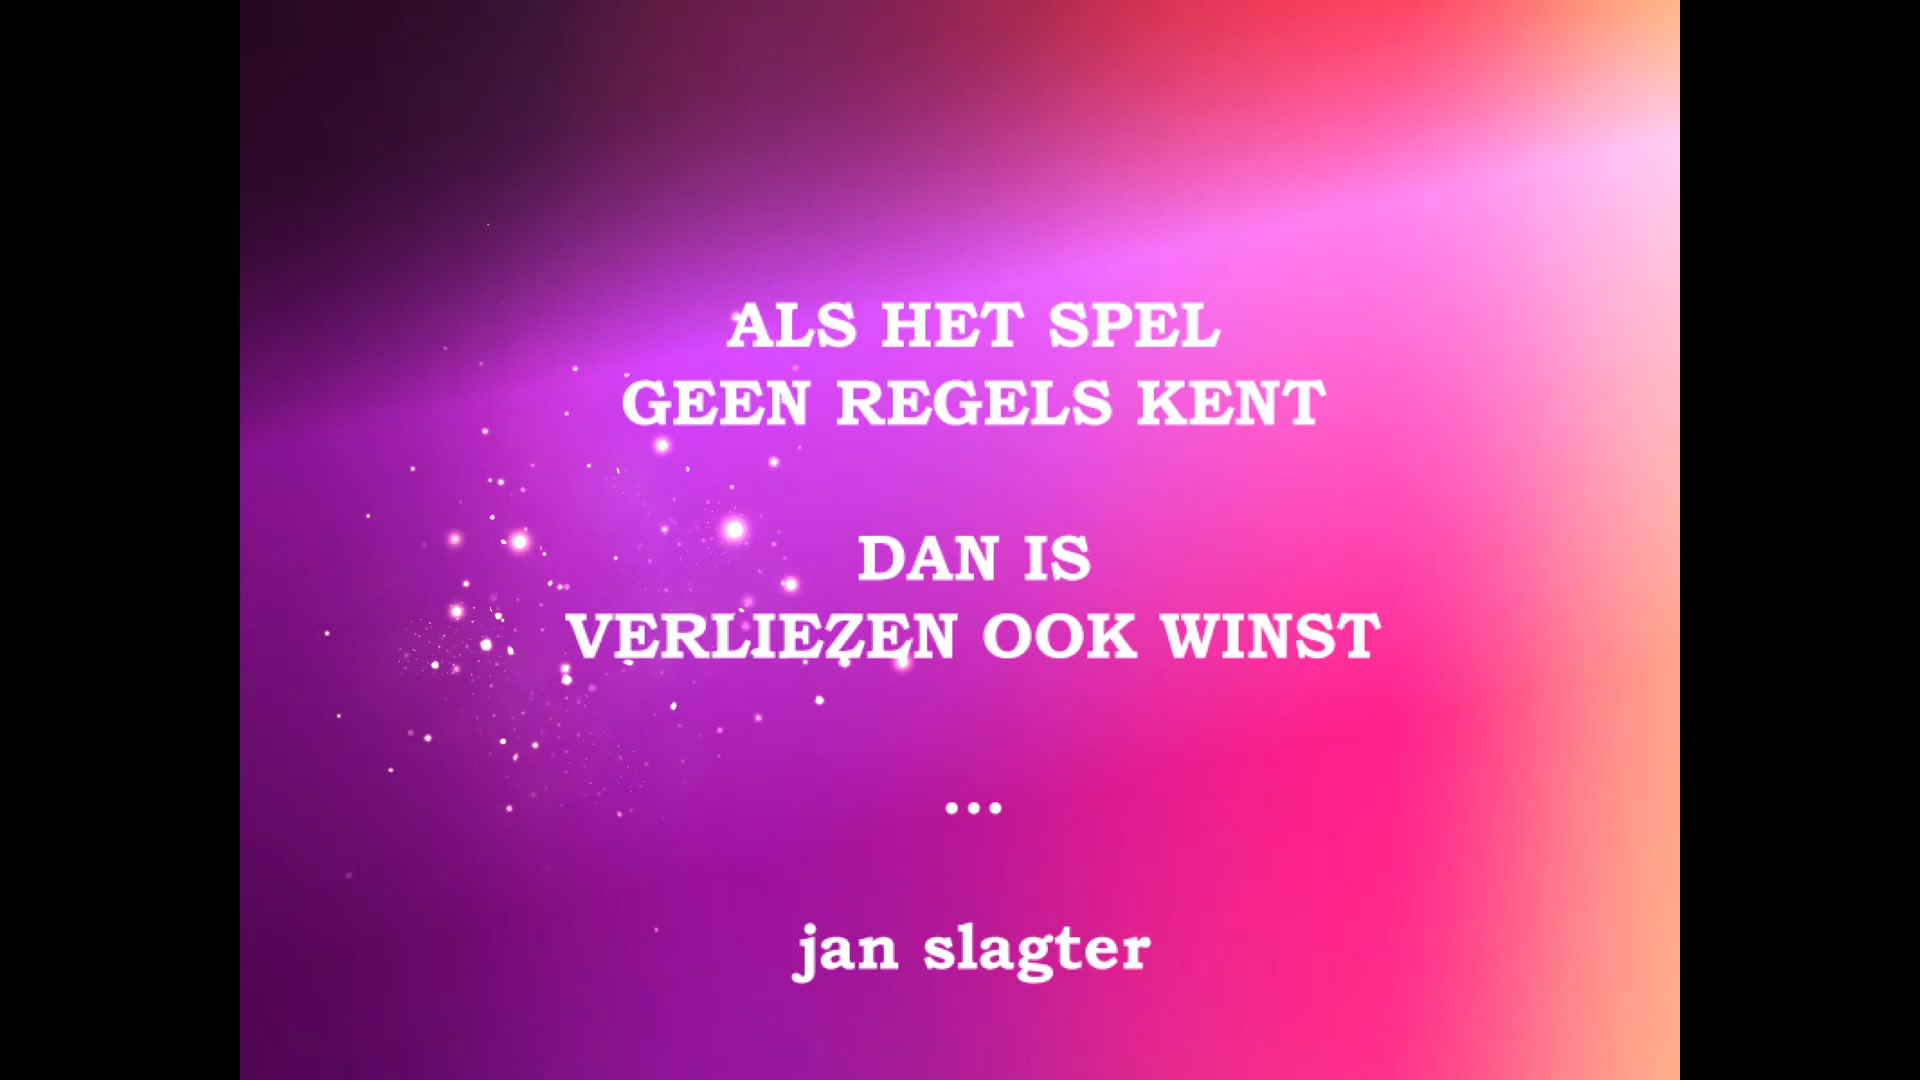 ALS HET SPEL
GEEN REGELS KENT
DAN IS
VERLIEZEN OOK WINST
...
jan slagter